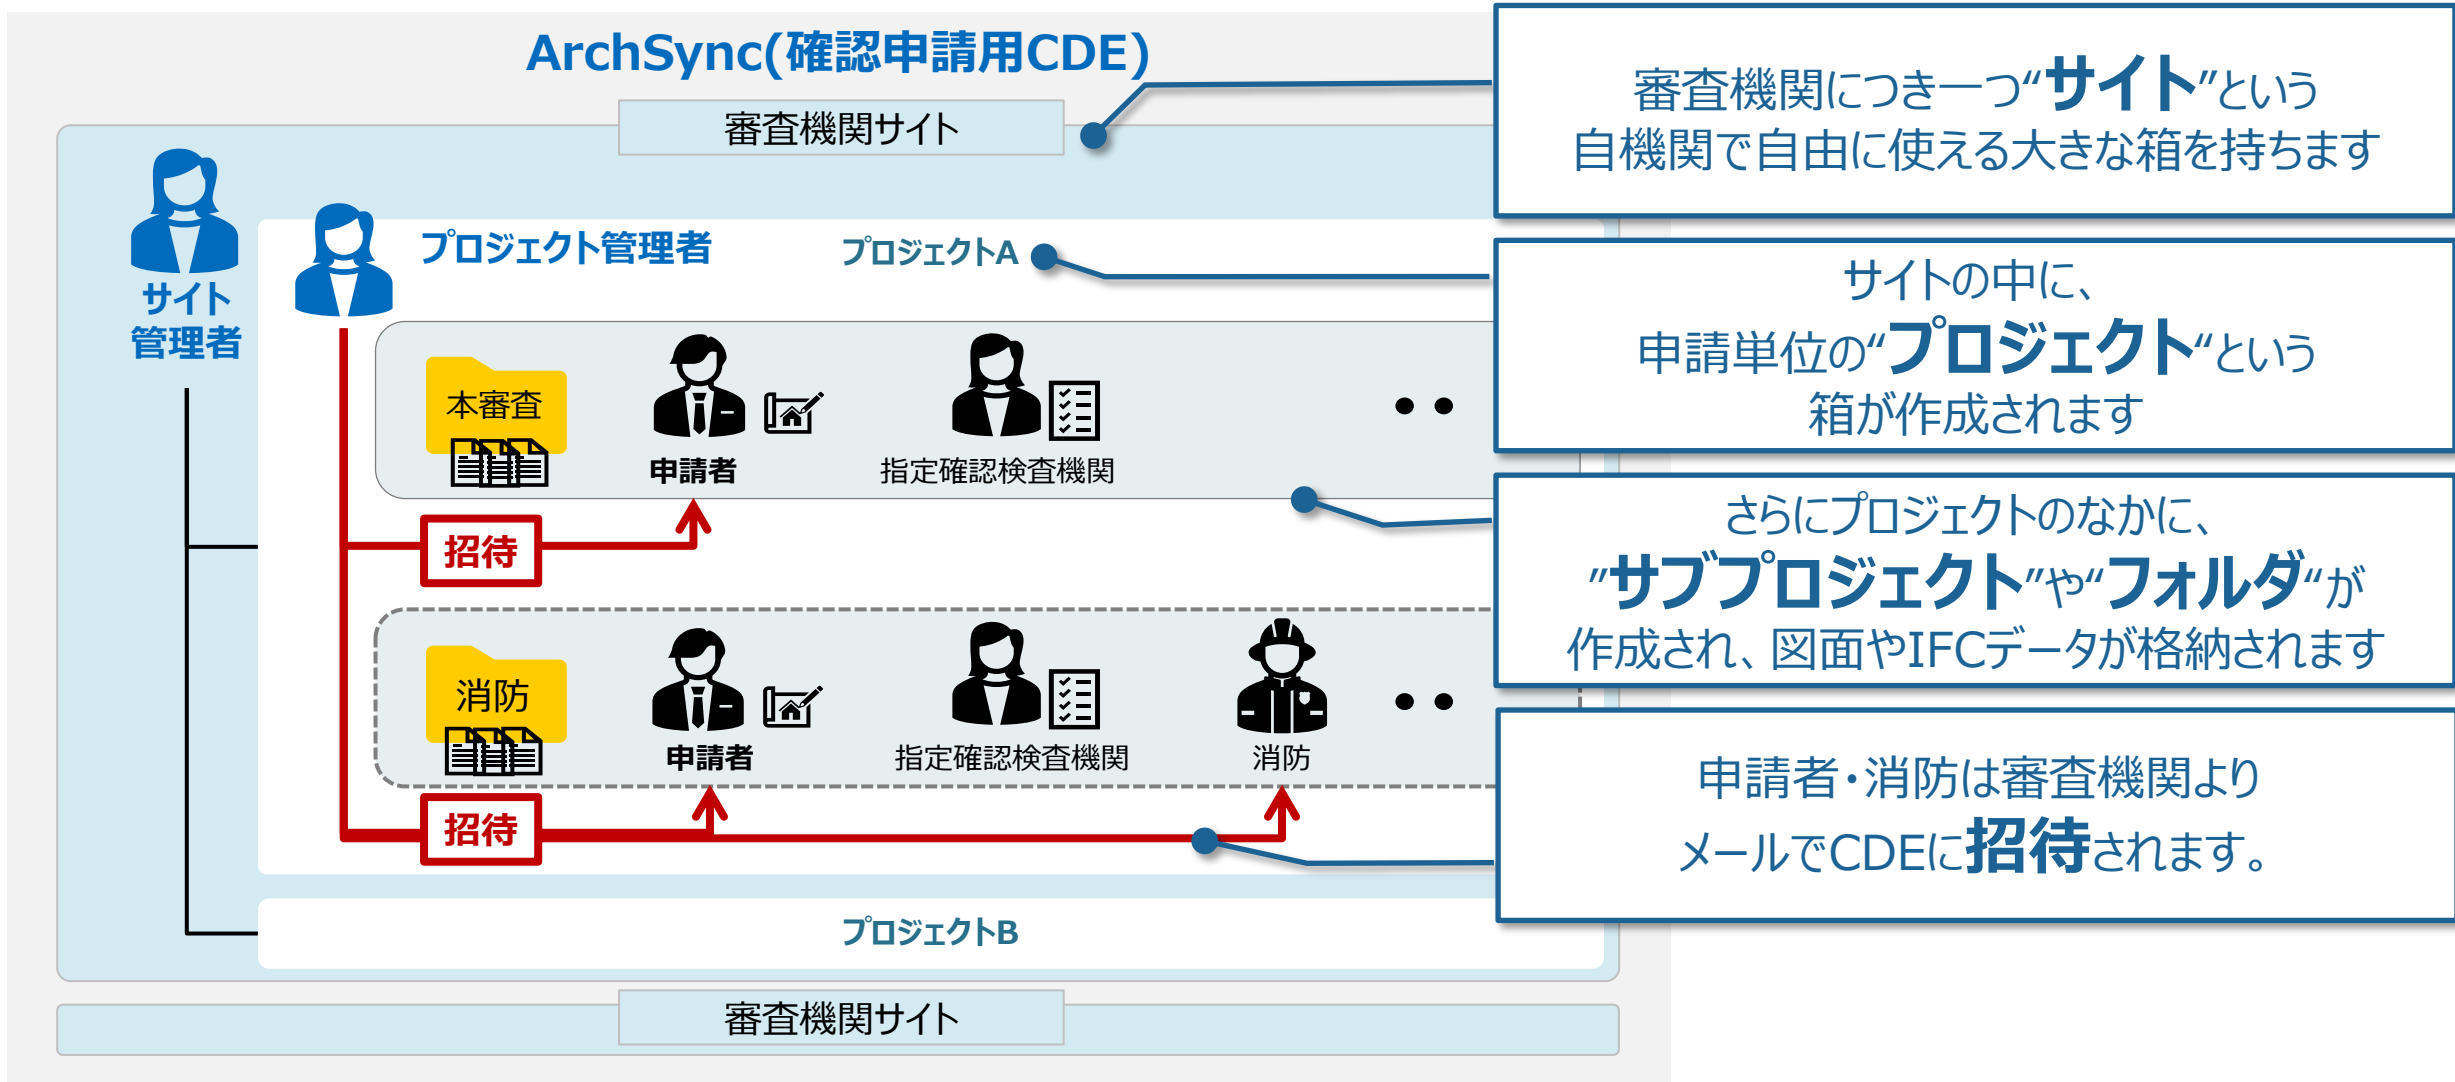 ArchSync(確認申請用CDE)
審査機関サイト
サイト
管理者
プロジェクト管理者
プロジェクトA
本審査
申請者
指定確認検査機関
招待
消防
申請者
指定確認検査機関
消防
招待
プロジェクトB
審査機関サイト
審査機関につき一つ“サイト”という
自機関で自由に使える大きな箱を持ちます
サイトの中に、
申請単位の“プロジェクト“という
箱が作成されます
さらにプロジェクトのなかに、
”サブプロジェクト”や“フォルダ“が
作成され、図面やIFCデータが格納されます
申請者・消防は審査機関より
メールでCDEに招待されます。